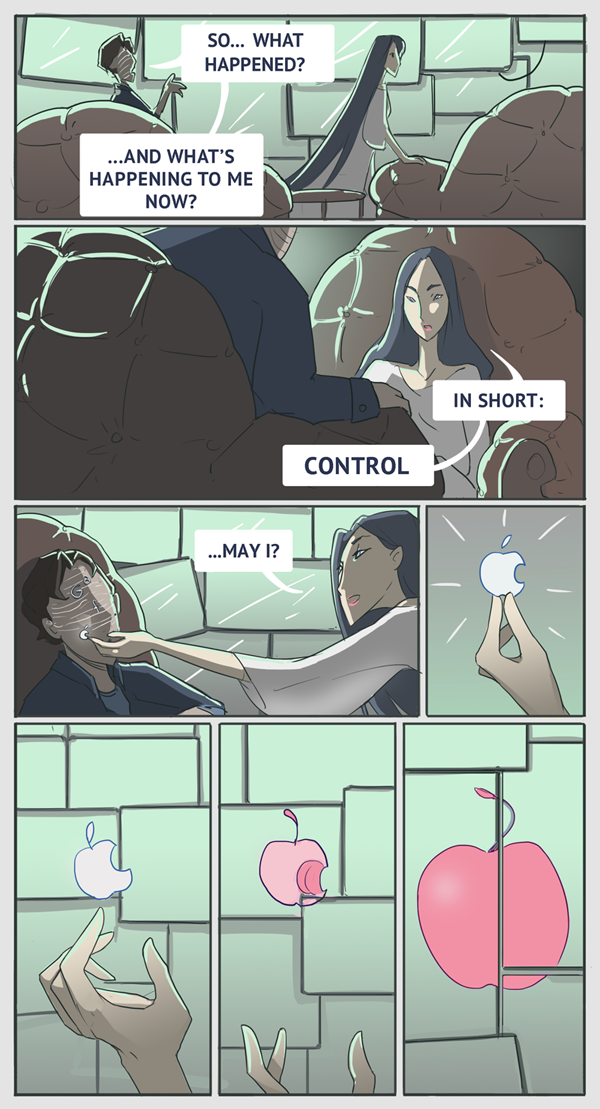 SO... WHAT
HAPPENED?
...AND WHAT'S
HAPPENING TO ME
NOW?
IN SHORT:
CONTROL
...MAY I?